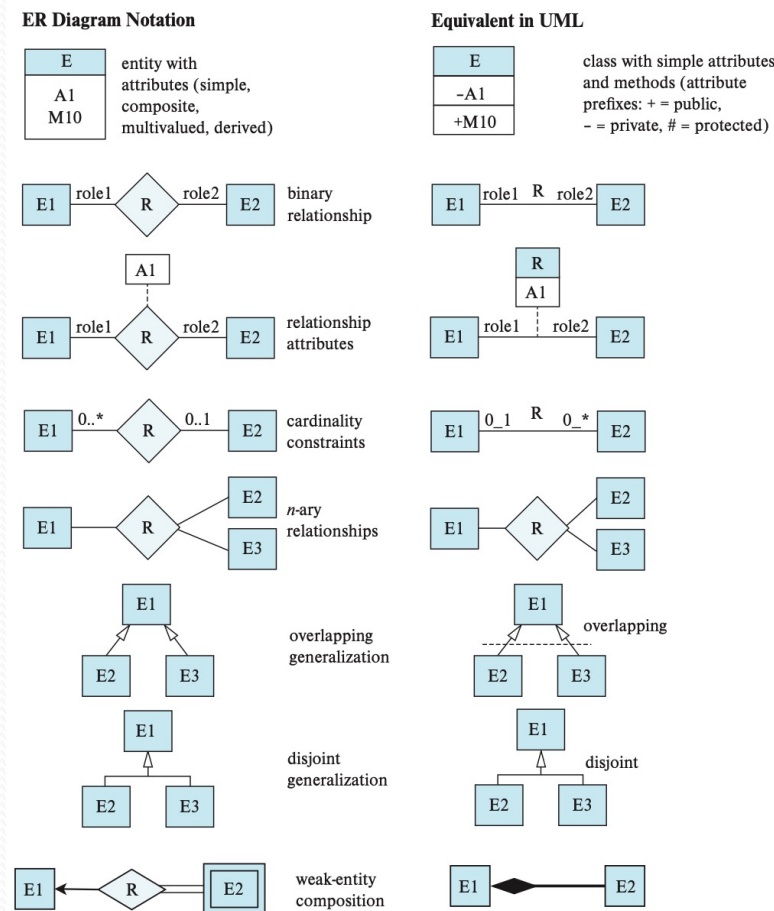 ER Diagram Notation
Equivalent in UML
E
A1
M10
entity with
attributes (simple,
composite,
multivalued, derived)
E
–A1
+M10
class with simple attributes
and methods (attribute
prefixes: + = public,
– = private, # = protected)
E1 role1 R role2 E2
binary
relationship
E1 role1 R role2 E2
A1
E1 role1 R role2 E2
relationship
attributes
R
A1
E1 role1 role2 E2
E1 0..* R 0..1 E2
cardinality
constraints
E1 0_1 R 0_* E2
E1 R E2
E3
n-ary
relationships
E1 R E2
E3
E1
E2 E3
overlapping
generalization
E1
overlapping
E2 E3
E1
E2 E3
disjoint
generalization
E1
disjoint
E2 E3
E1 R E2
weak-entity
composition
E1 E2